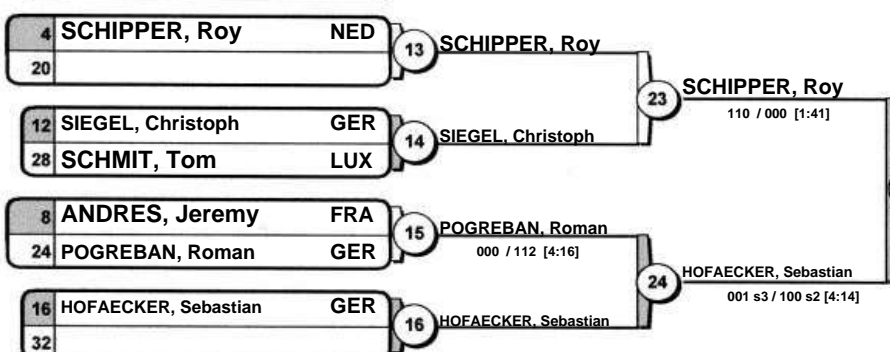 4 SCHIPPER, Roy NED
20
13 SCHIPPER, Roy
12 SIEGEL, Christoph GER
28 SCHMIT, Tom LUX
14 SIEGEL, Christoph
23 SCHIPPER, Roy
110 / 000 [1:41]
8 ANDRES, Jeremy FRA
24 POGREBAN, Roman GER
15 POGREBAN, Roman
000 / 112 [4:16]
16 HOFAECKER, Sebastian GER
32
16 HOFAECKER, Sebastian
24 HOFAECKER, Sebastian
001 s3 / 100 s2 [4:14]